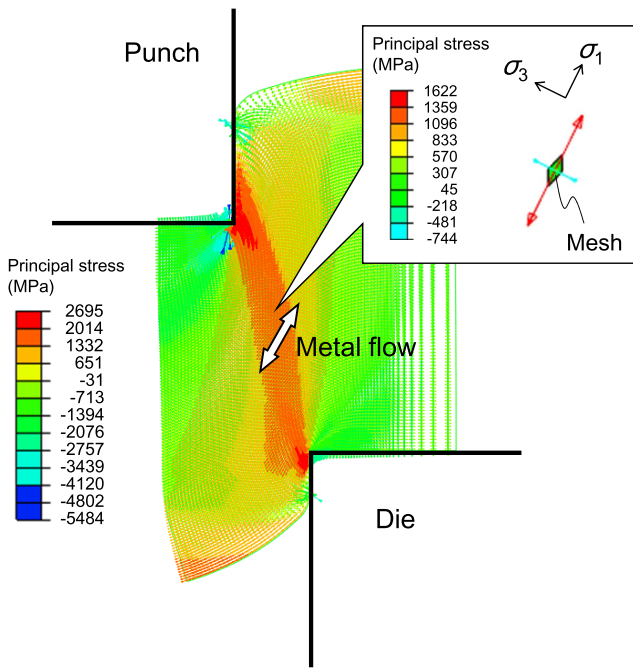 Punch
Principal stress
(MPa)
1622
1359
1096
833
570
307
45
-218
-481
-744
σ1
σ3
Mesh
Principal stress
(MPa)
2695
2014
1332
651
-31
-713
-1394
-2076
-2757
-3439
-4120
-4802
-5484
Metal flow
Die